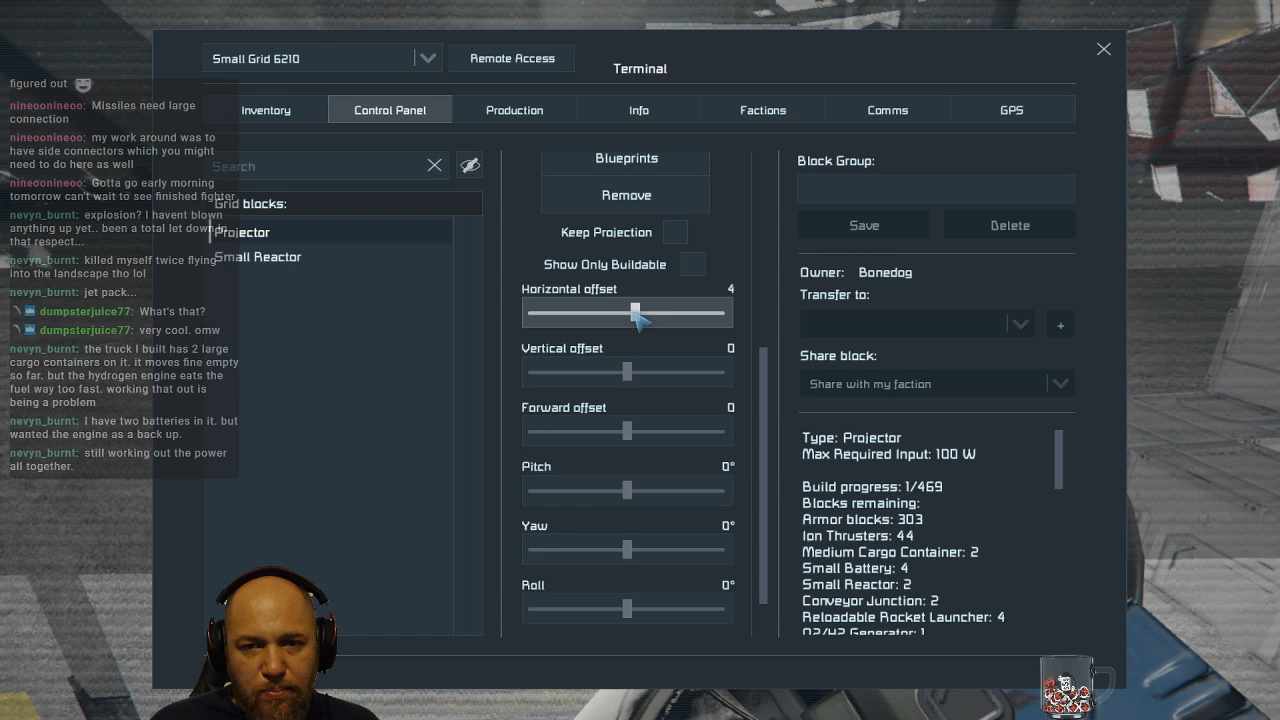 Small Grid 6210
Remote Access
Terminal
Inventory
Control Panel
Production
Info
Factions
Comms
GPS
figured out
nineoonineoo: Missiles need large
connection
nineoonineoo: my work around was to
have side connectors which you might
need to do here as well
nineoonineoo: Gotta go early morning
tomorrow can't wait to see finished fighter
nevyn_burnt: explosion? I havent blown
anything up yet.. been a total let down in
that respect...
nevyn_burnt: killed myself twice flying
into the landscape tho lol
nevyn_burnt: jet pack...
dumpsterjuice77: What's that?
dumpsterjuice77: very cool. omw
nevyn_burnt: the truck I built has 2 large
cargo containers on it. it moves fine empty
so far. but the hydrogen engine eats the
fuel way too fast. working that out is
being a problem
nevyn_burnt: I have two batteries in it. but
wanted the engine as a back up.
nevyn_burnt: still working out the power
all together.
Search
Grid blocks:
Projector
Small Reactor
Blueprints
Remove
Keep Projection
Show Only Buildable
Horizontal offset 4
Vertical offset 0
Forward offset 0
Pitch 0°
Yaw 0°
Roll 0°
Block Group:
Save
Delete
Owner: Bonedog
Transfer to:
+
Share block:
Share with my faction
Type: Projector
Max Required Input: 100 W
Build progress: 1/469
Blocks remaining:
Armor blocks: 303
Ion Thrusters: 44
Medium Cargo Container: 2
Small Battery: 4
Small Reactor: 2
Conveyor Junction: 2
Reloadable Rocket Launcher: 4
O2/H2 Generator: 1